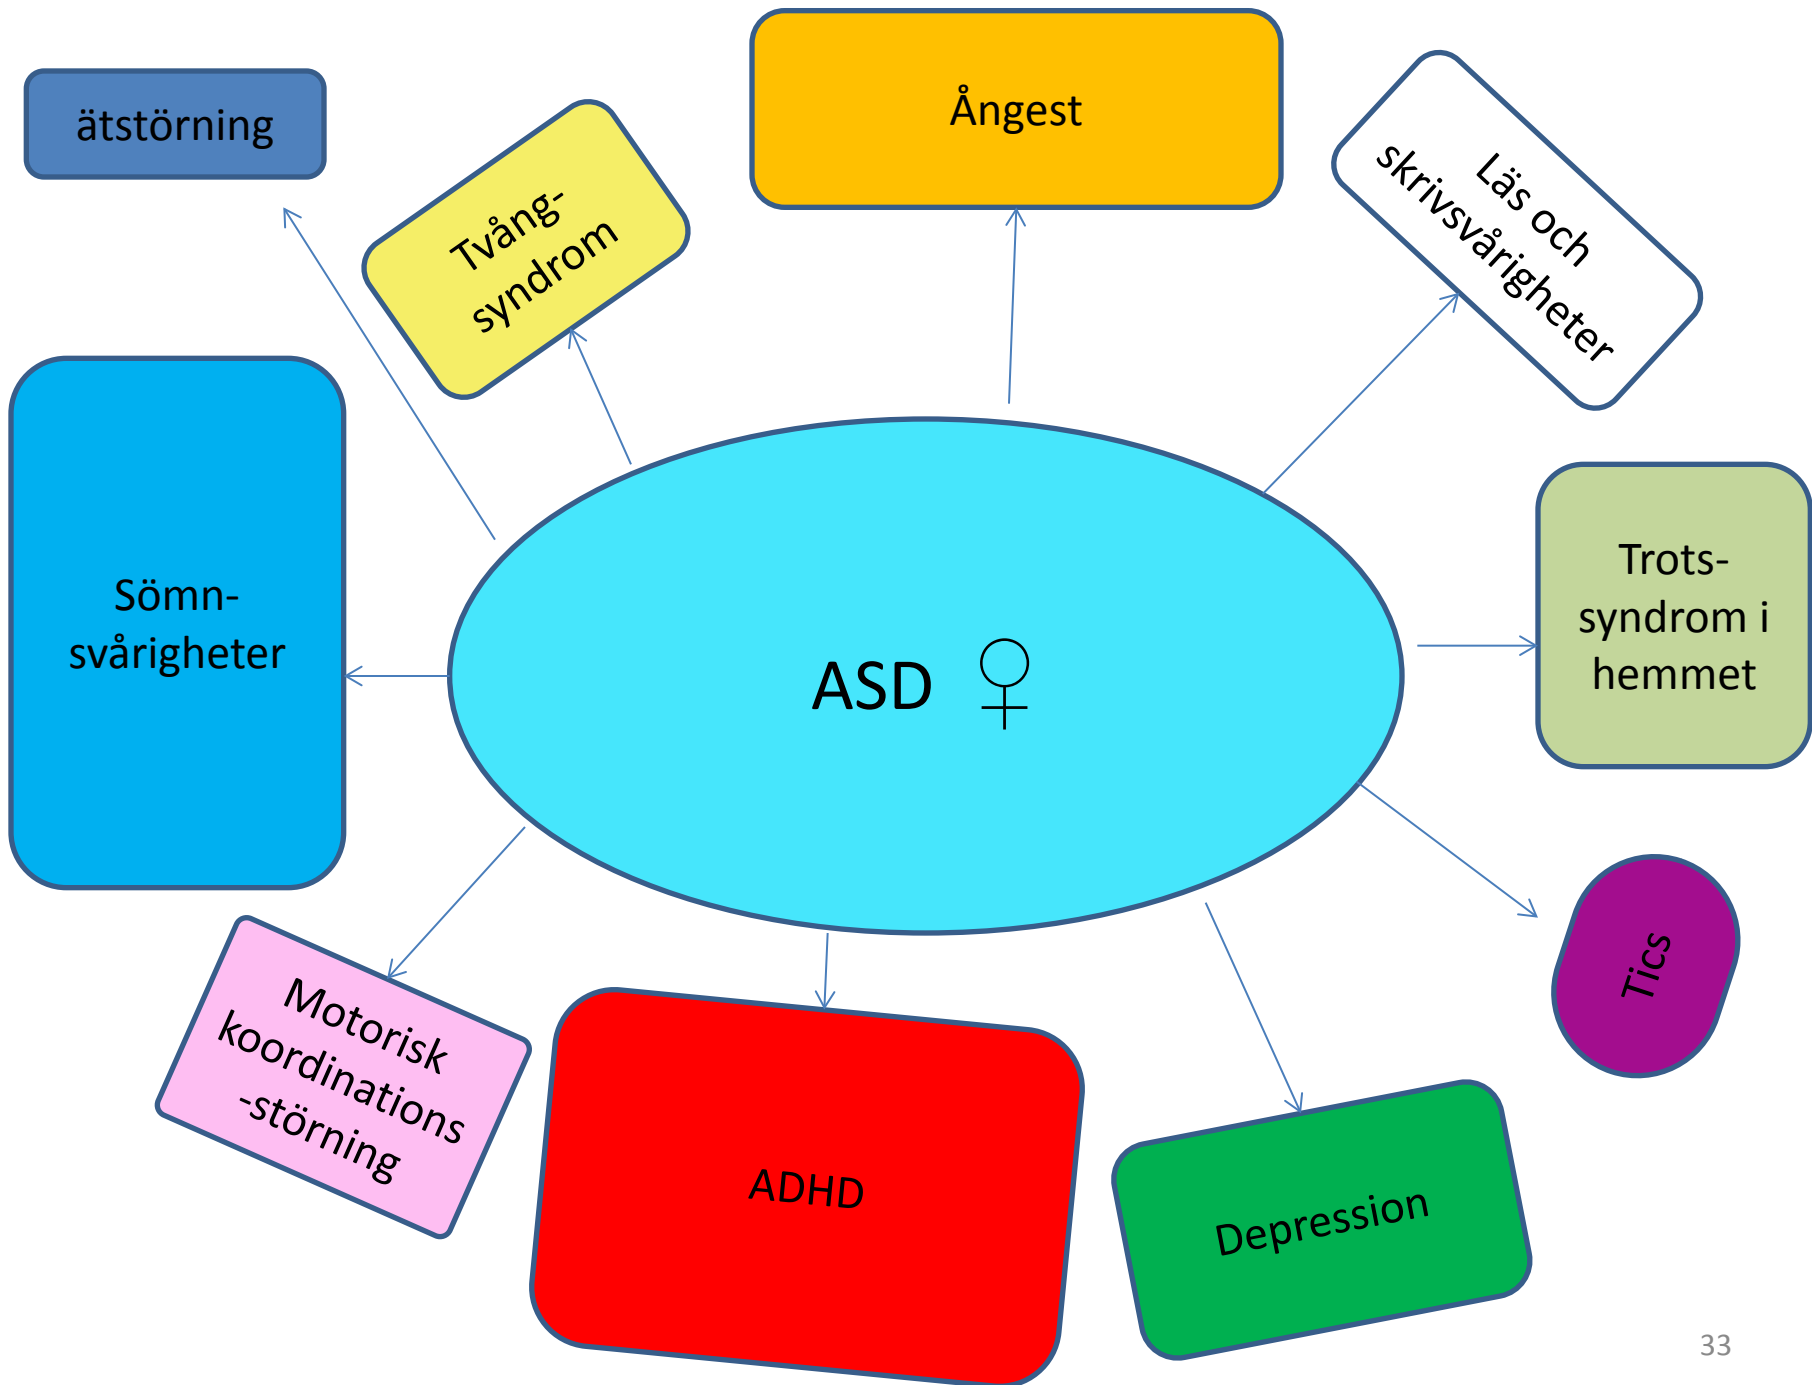 ätstörning
Tvång-
syndrom
Ångest
Läs och
skrivsvårigheter
Sömn-
svårigheter
ASD ♀
Trots-
syndrom i
hemmet
Tics
Motorisk
koordinations
-störning
ADHD
Depression
33